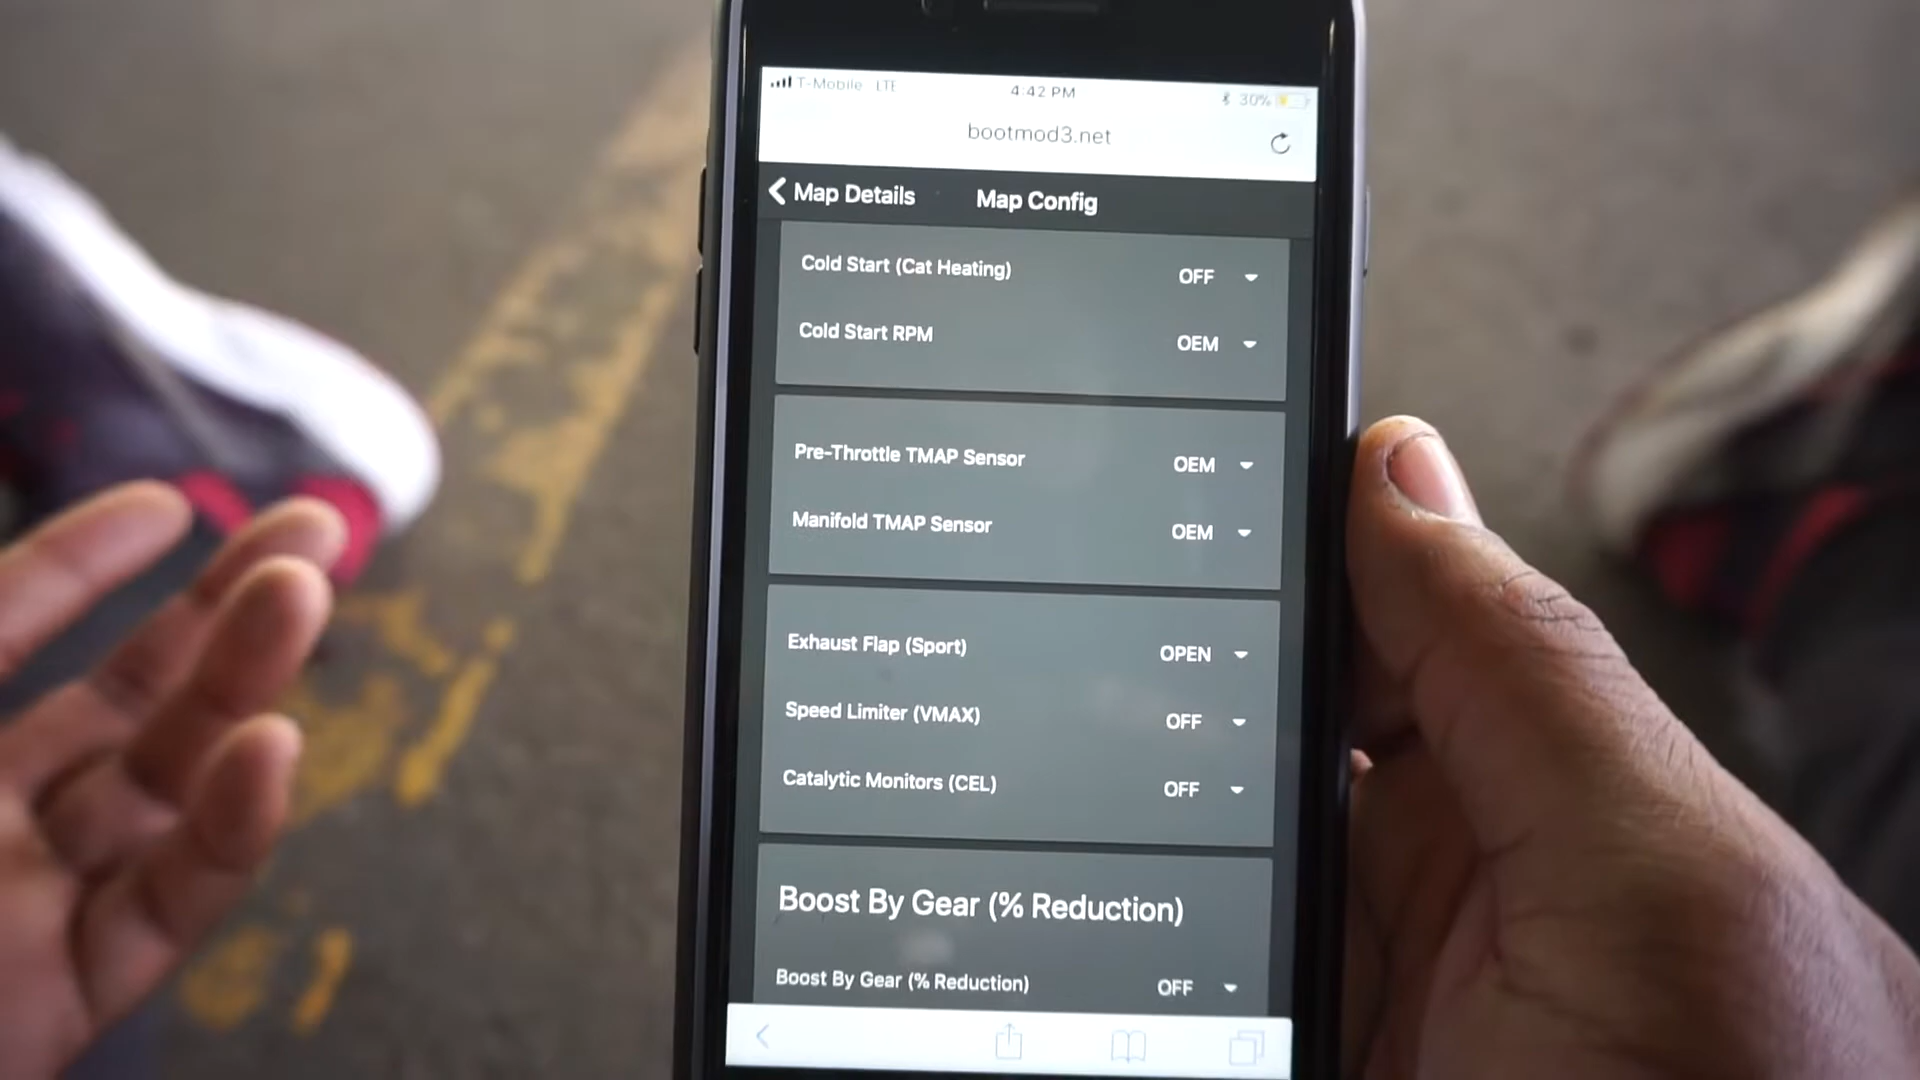 T-Mobile LTE 4:42 PM 30%
bootmod3.net
Map Details Map Config
Cold Start (Cat Heating) OFF
Cold Start RPM OEM
Pre-Throttle TMAP Sensor OEM
Manifold TMAP Sensor OEM
Exhaust Flap (Sport) OPEN
Speed Limiter (VMAX) OFF
Catalytic Monitors (CEL) OFF
Boost By Gear (% Reduction)
Boost By Gear (% Reduction) OFF